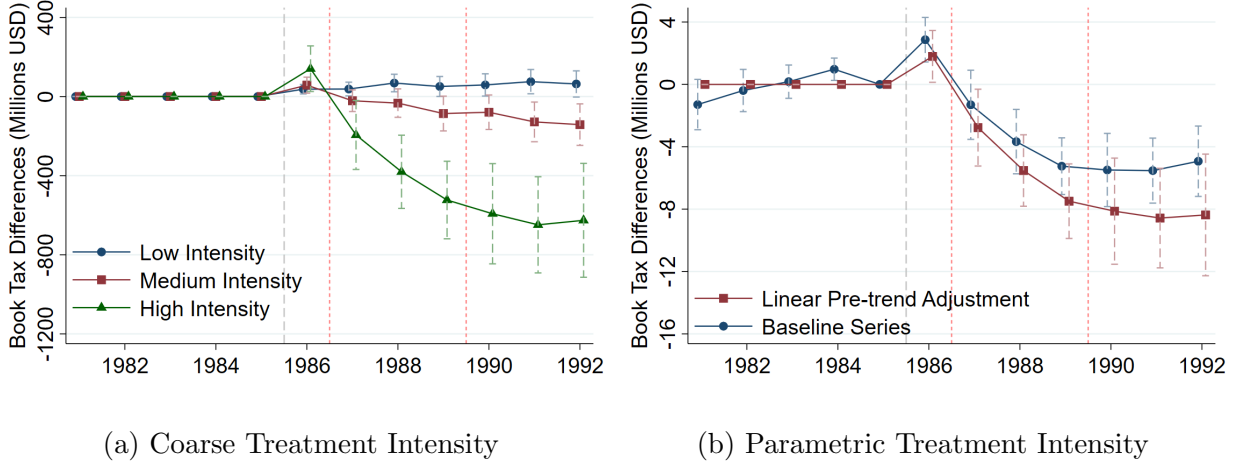 Book Tax Differences (Millions USD)
400
0
-400
-800
-1200
Low Intensity
Medium Intensity
High Intensity
1982
1984
1986
1988
1990
1992
(a) Coarse Treatment Intensity
Book Tax Differences (Millions USD)
4
0
-4
-8
-12
-16
Linear Pre-trend Adjustment
Baseline Series
1982
1984
1986
1988
1990
1992
(b) Parametric Treatment Intensity